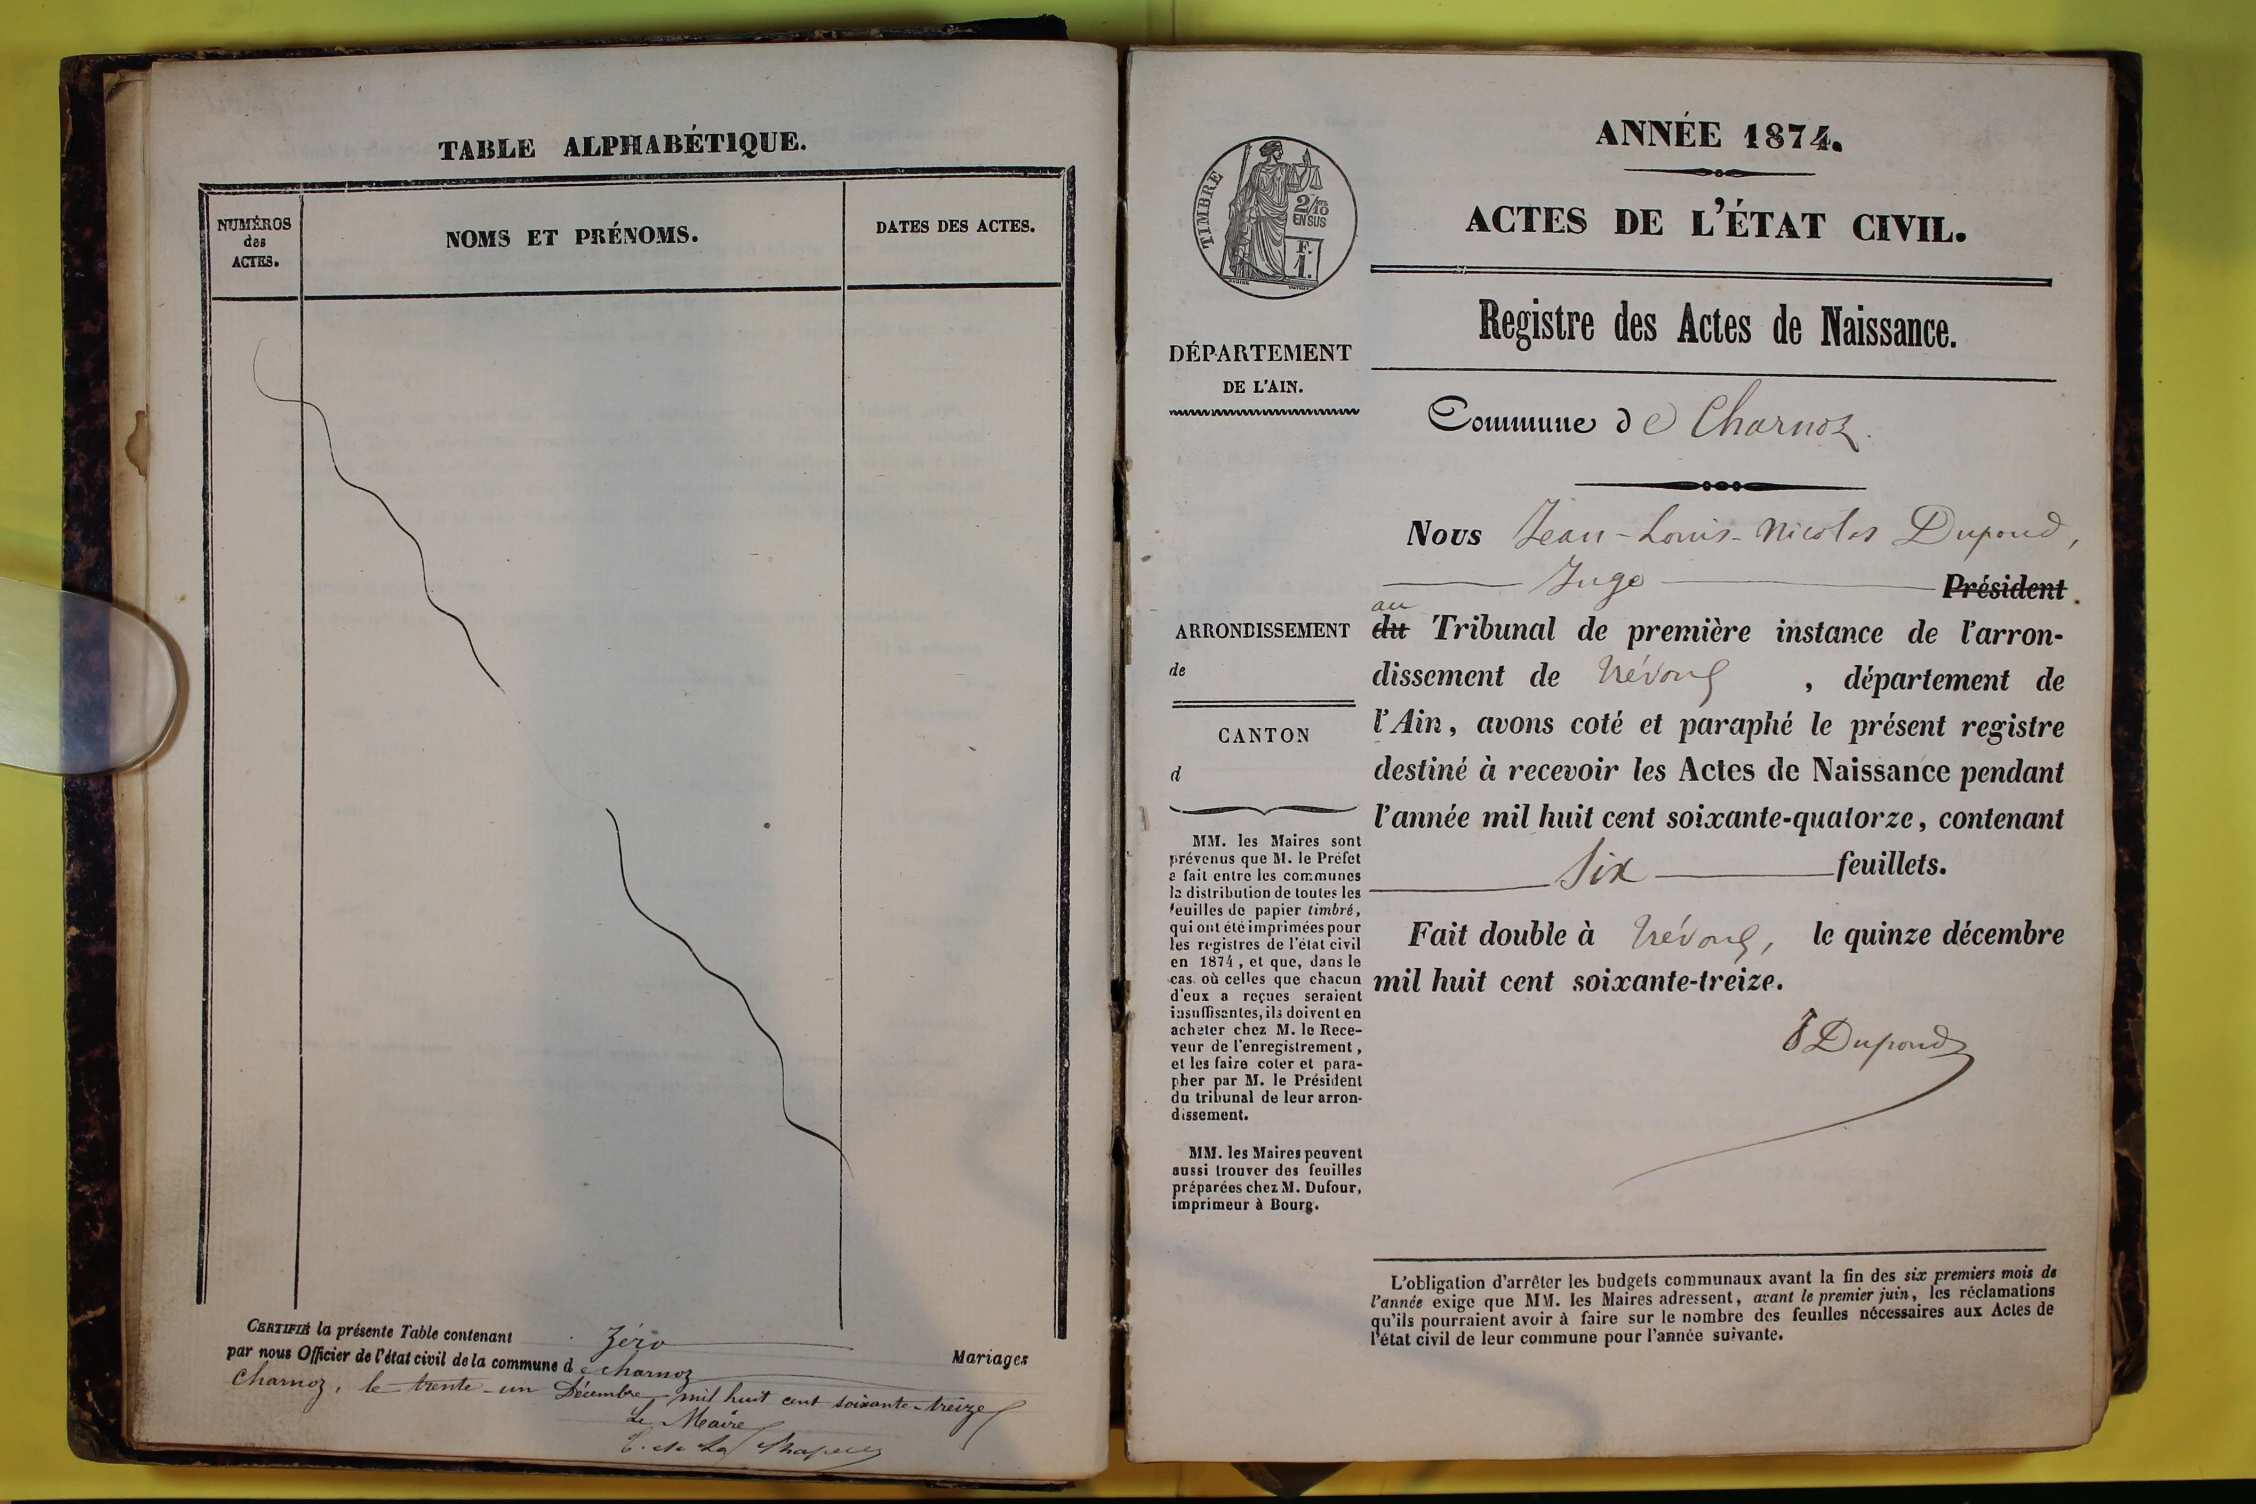 TABLE ALPHABÉTIQUE.
NUMÉROS
des
ACTES.
NOMS ET PRÉNOMS.
DATES DES ACTES.
CERTIFIÉ la présente Table contenant Zéro Mariages
par nous Officier de l'état civil de la commune de charnoz
Charnoz, le trente-un Décembre mil huit cent soixante-treize
Le Maire
TIMBRE
2/10
EN SUS
F.
1.
DÉPARTEMENT
DE L'AIN.
ARRONDISSEMENT
de
CANTON
d
MM. les Maires sont
prévenus que M. le Préfet
a fait entre les communes
la distribution de toutes les
feuilles de papier timbré,
qui ont été imprimées pour
les registres de l'état civil
en 1874, et que, dans le
cas où celles que chacun
d'eux a reçues seraient
insuffisantes, ils doivent en
acheter chez M. le Rece-
veur de l'enregistrement,
et les faire coter et para-
pher par M. le Président
du tribunal de leur arron-
dissement.
MM. les Maires peuvent
aussi trouver des feuilles
préparées chez M. Dufour,
imprimeur à Bourg.
ANNÉE 1874.
ACTES DE L'ÉTAT CIVIL.
Registre des Actes de Naissance.
Commune de Charnoz.
Nous Jean-Louis-Nicolas Dupond,
Juge Président
au
du Tribunal de première instance de l'arron-
dissement de Trévoux, département de
l'Ain, avons coté et paraphé le présent registre
destiné à recevoir les Actes de Naissance pendant
l'année mil huit cent soixante-quatorze, contenant
Six feuillets.
Fait double à Trévoux, le quinze décembre
mil huit cent soixante-treize.
Dupond
L'obligation d'arrêter les budgets communaux avant la fin des six premiers mois de
l'année exige que MM. les Maires adressent, avant le premier juin, les réclamations
qu'ils pourraient avoir à faire sur le nombre des feuilles nécessaires aux Actes de
l'état civil de leur commune pour l'année suivante.